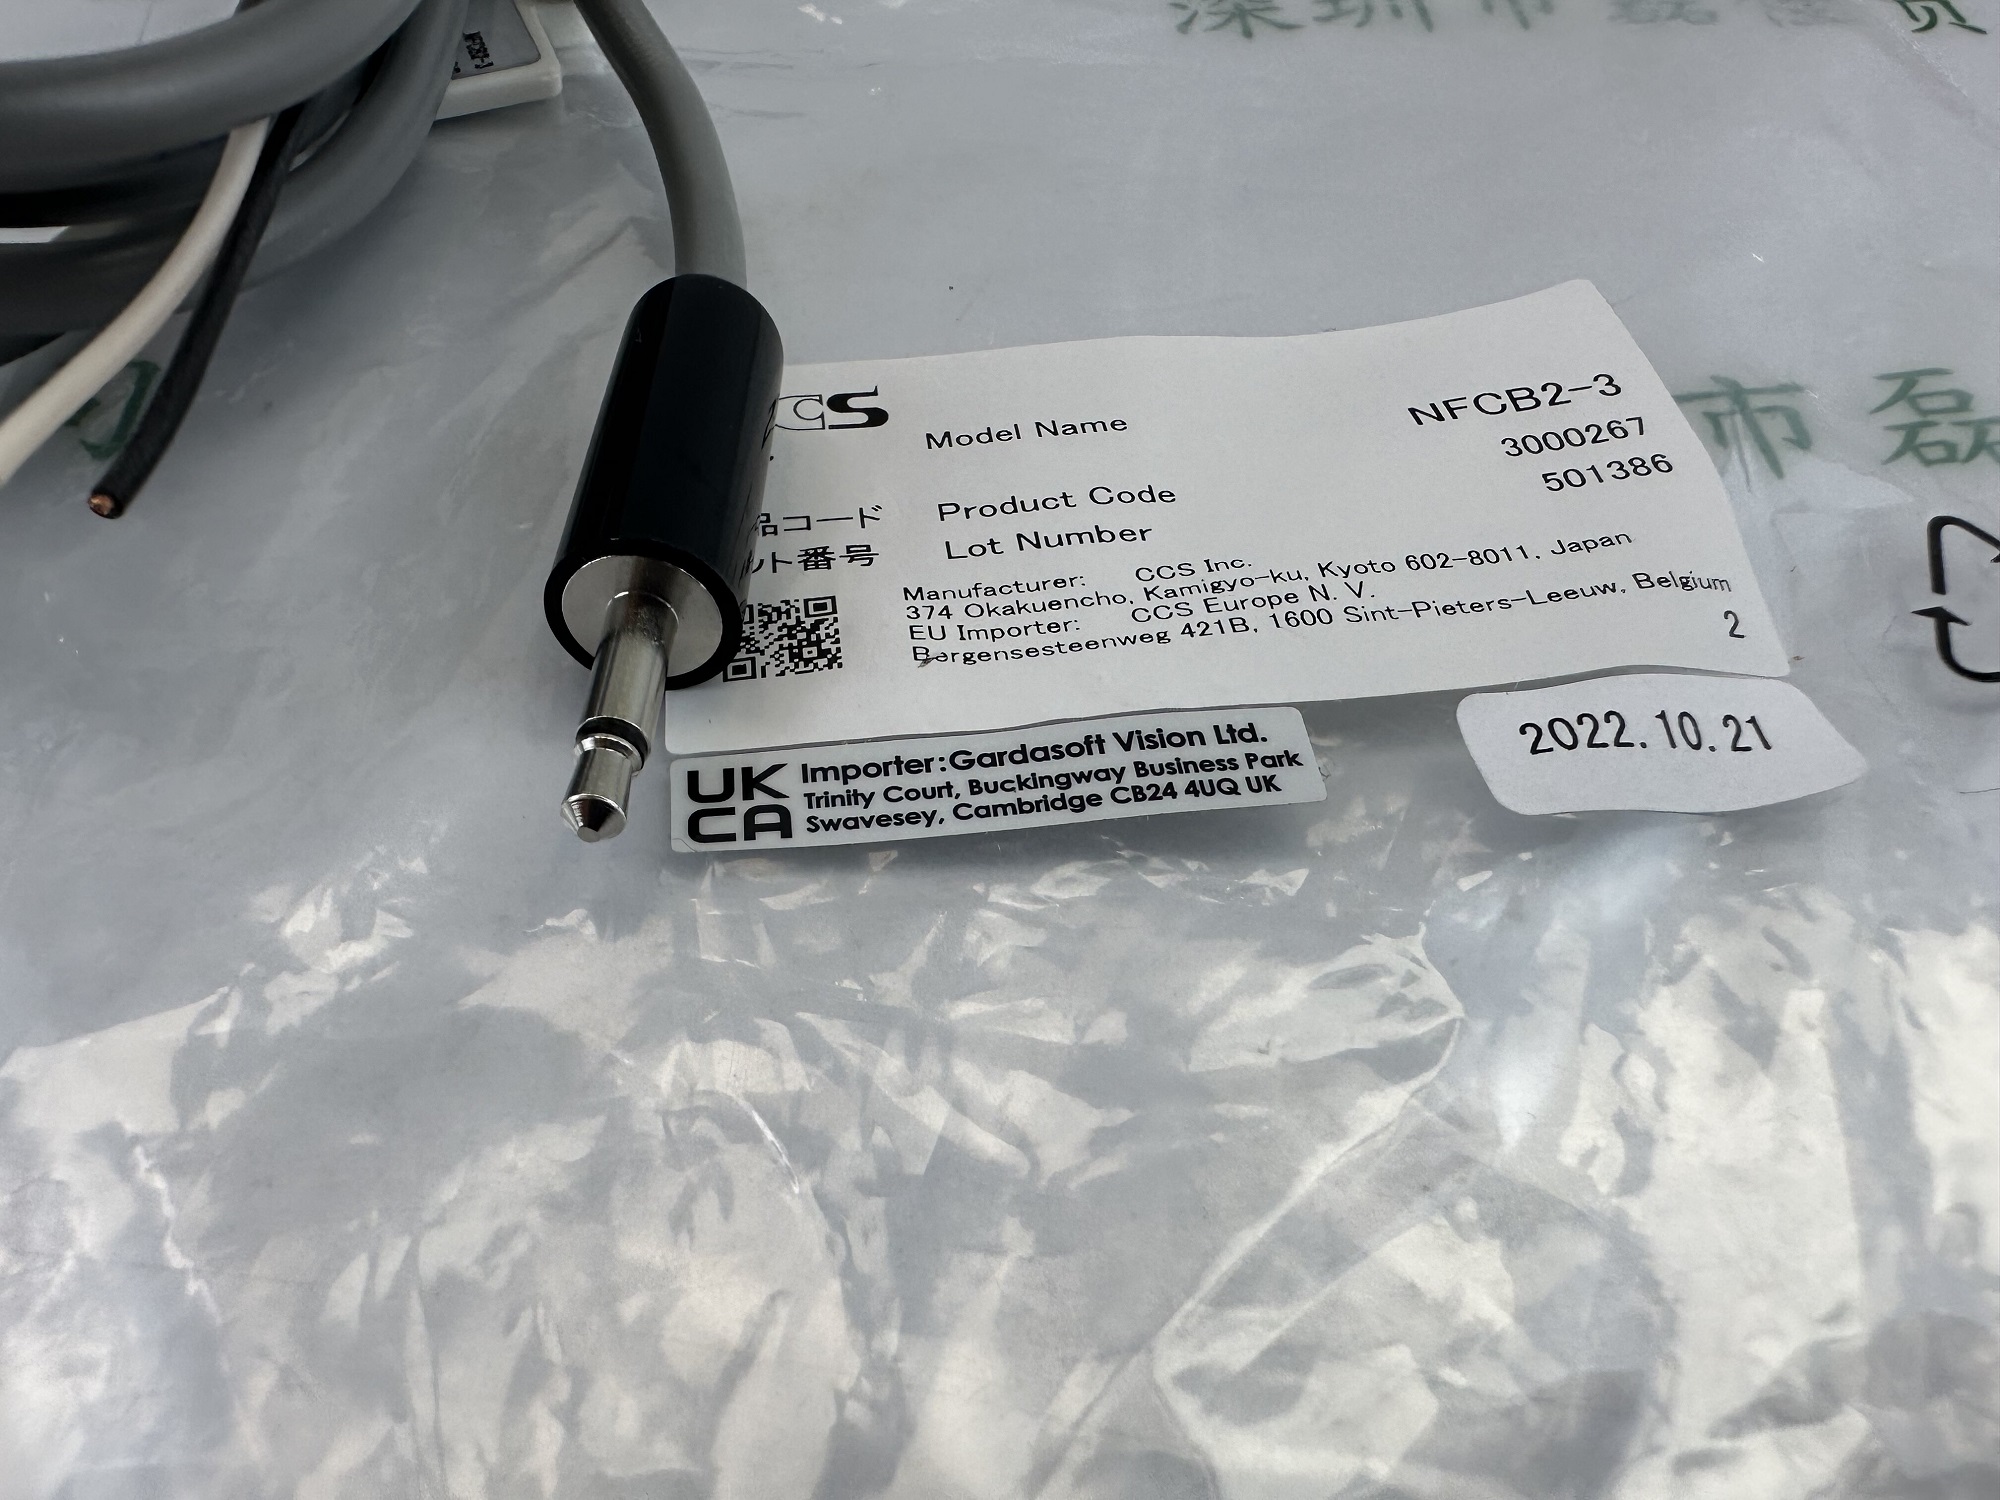 深圳市磊
市磊
CCS
Model Name NFCB2-3
3000267
品コード Product Code 501386
ット番号 Lot Number
Manufacturer: CCS Inc.
374 Okakuencho, Kamigyo-ku, Kyoto 602-8011, Japan
EU Importer: CCS Europe N. V.
Bergensesteenweg 421B, 1600 Sint-Pieters-Leeuw, Belgium
2
UK
CA
Importer:Gardasoft Vision Ltd.
Trinity Court, Buckingway Business Park
Swavesey, Cambridge CB24 4UQ UK
2022.10.21